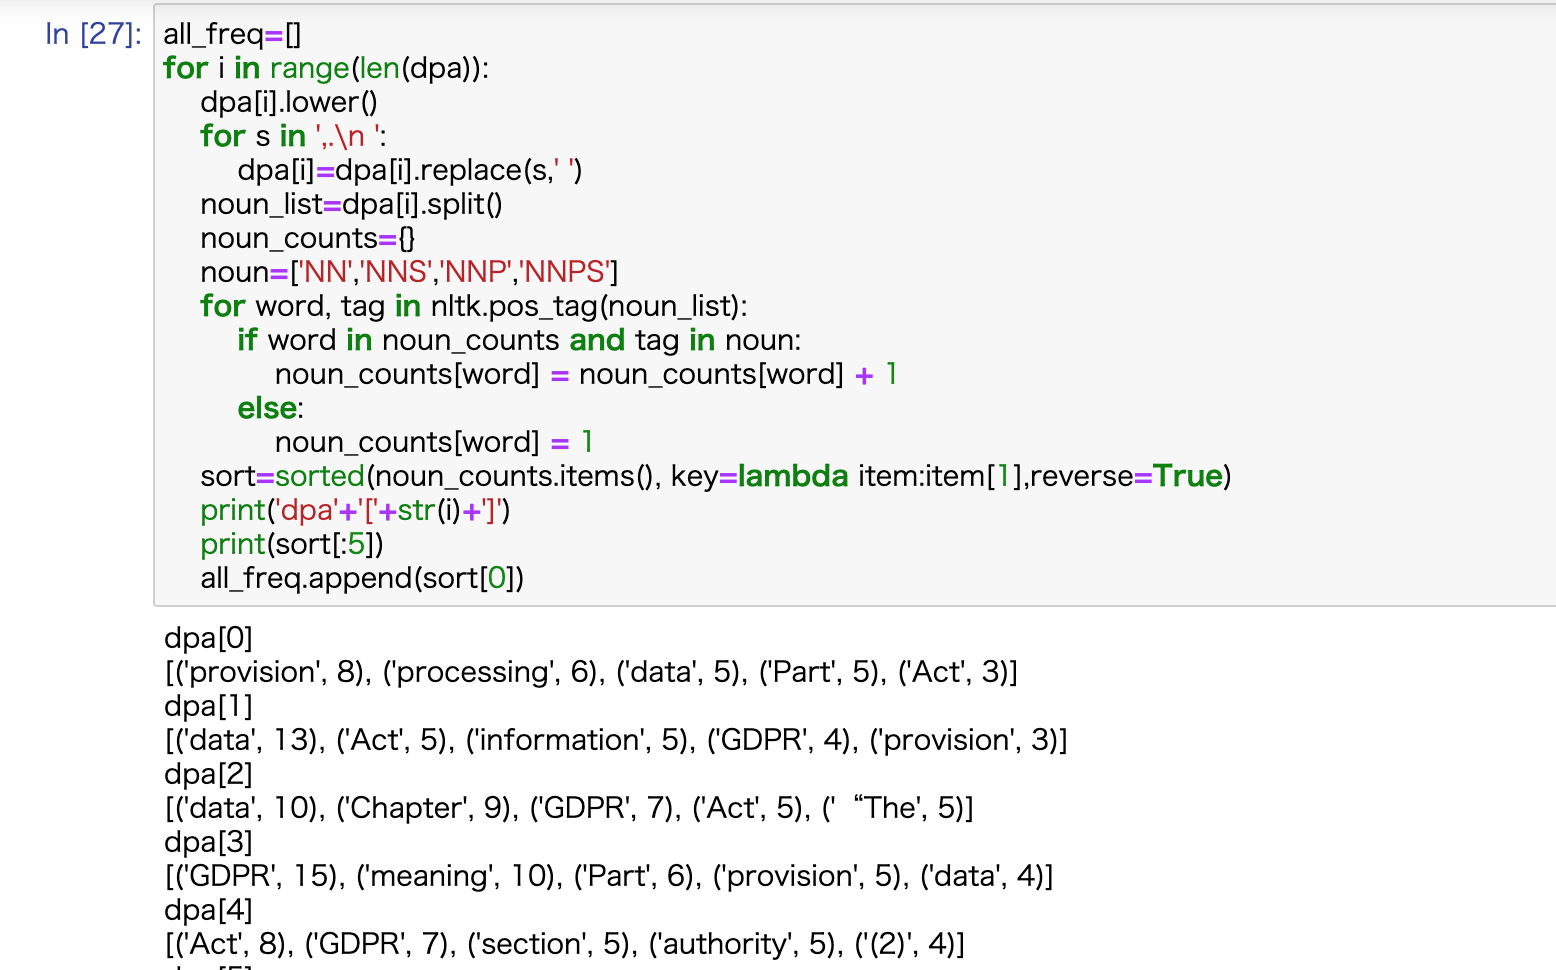 In [27]:
all_freq=[]
for i in range(len(dpa)):
    dpa[i].lower()
    for s in ',.\n ':
        dpa[i]=dpa[i].replace(s,' ')
    noun_list=dpa[i].split()
    noun_counts={}
    noun=['NN','NNS','NNP','NNPS']
    for word, tag in nltk.pos_tag(noun_list):
        if word in noun_counts and tag in noun:
            noun_counts[word] = noun_counts[word] + 1
        else:
            noun_counts[word] = 1
    sort=sorted(noun_counts.items(), key=lambda item:item[1],reverse=True)
    print('dpa'+'['+str(i)+']')
    print(sort[:5])
    all_freq.append(sort[0])
dpa[0]
[('provision', 8), ('processing', 6), ('data', 5), ('Part', 5), ('Act', 3)]
dpa[1]
[('data', 13), ('Act', 5), ('information', 5), ('GDPR', 4), ('provision', 3)]
dpa[2]
[('data', 10), ('Chapter', 9), ('GDPR', 7), ('Act', 5), ('“The', 5)]
dpa[3]
[('GDPR', 15), ('meaning', 10), ('Part', 6), ('provision', 5), ('data', 4)]
dpa[4]
[('Act', 8), ('GDPR', 7), ('section', 5), ('authority', 5), ('(2)', 4)]